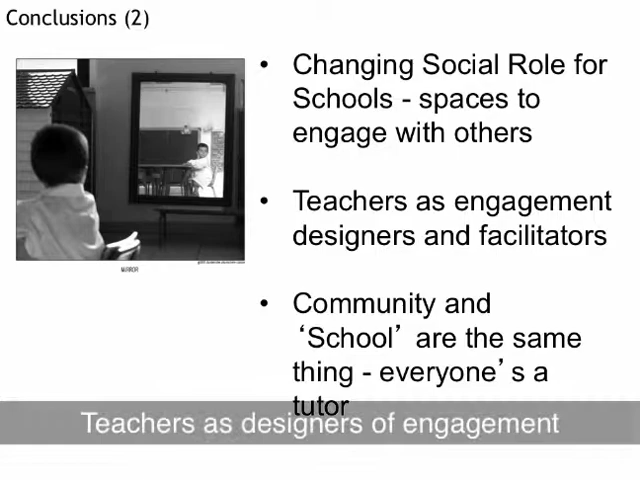 Conclusions (2)
• Changing Social Role for
Schools - spaces to
engage with others
• Teachers as engagement
designers and facilitators
• Community and
‘School’ are the same
thing - everyone’s a
tutor
MIRROR
Teachers as designers of engagement